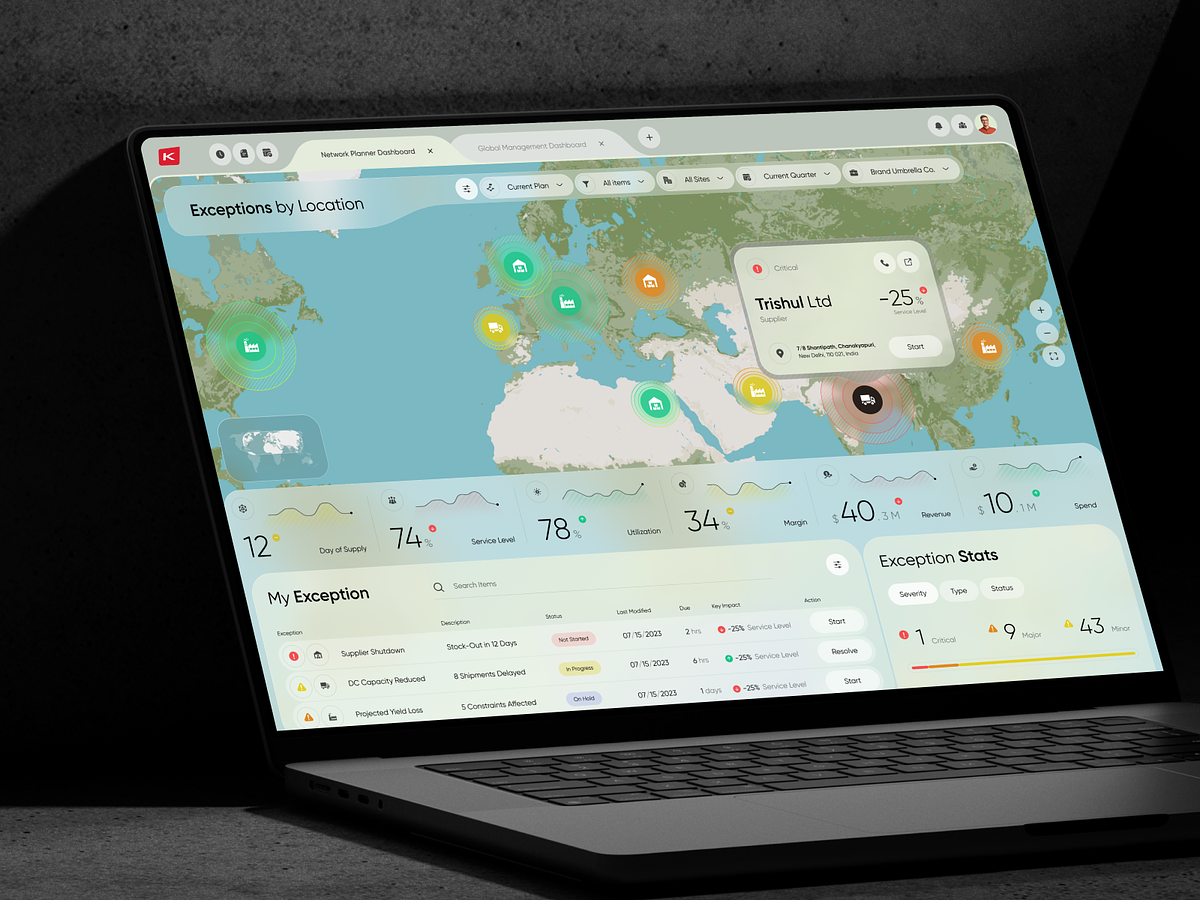 K
Network Planner Dashboard
Global Management Dashboard
Exceptions by Location
Current Plan
All items
All Sites
Current Quarter
Brand Umbrella Co.
Critical
Trishul Ltd
Supplier
-25%
Service Level
7/8 Shantipath, Chanakyapuri,
New Delhi, 110 021, India
Start
12
Day of Supply
74%
Service Level
78%
Utilization
34%
Margin
$40.3M
Revenue
$10.1M
Spend
My Exception
Search Items
Exception Description Status Last Modified Due Key Impact Action
Supplier Shutdown Stock-Out in 12 Days Not Started 07/15/2023 2 hrs -25% Service Level Start
DC Capacity Reduced 8 Shipments Delayed In Progress 07/15/2023 6 hrs -25% Service Level Resolve
Projected Yield Loss 5 Constraints Affected On Hold 07/15/2023 1 days -25% Service Level Start
Exception Stats
Severity
Type
Status
1 Critical
9 Major
43 Minor